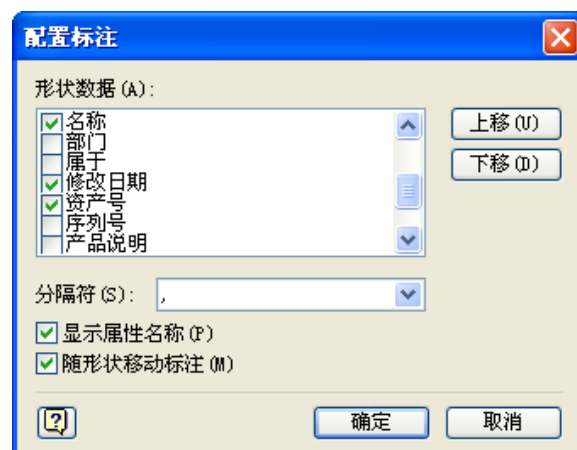 配置标注
形状数据(A):
名称
部门
属于
修改日期
资产号
序列号
产品说明
上移(U)
下移(D)
分隔符(S): ,
显示属性名称(P)
随形状移动标注(M)
确定
取消